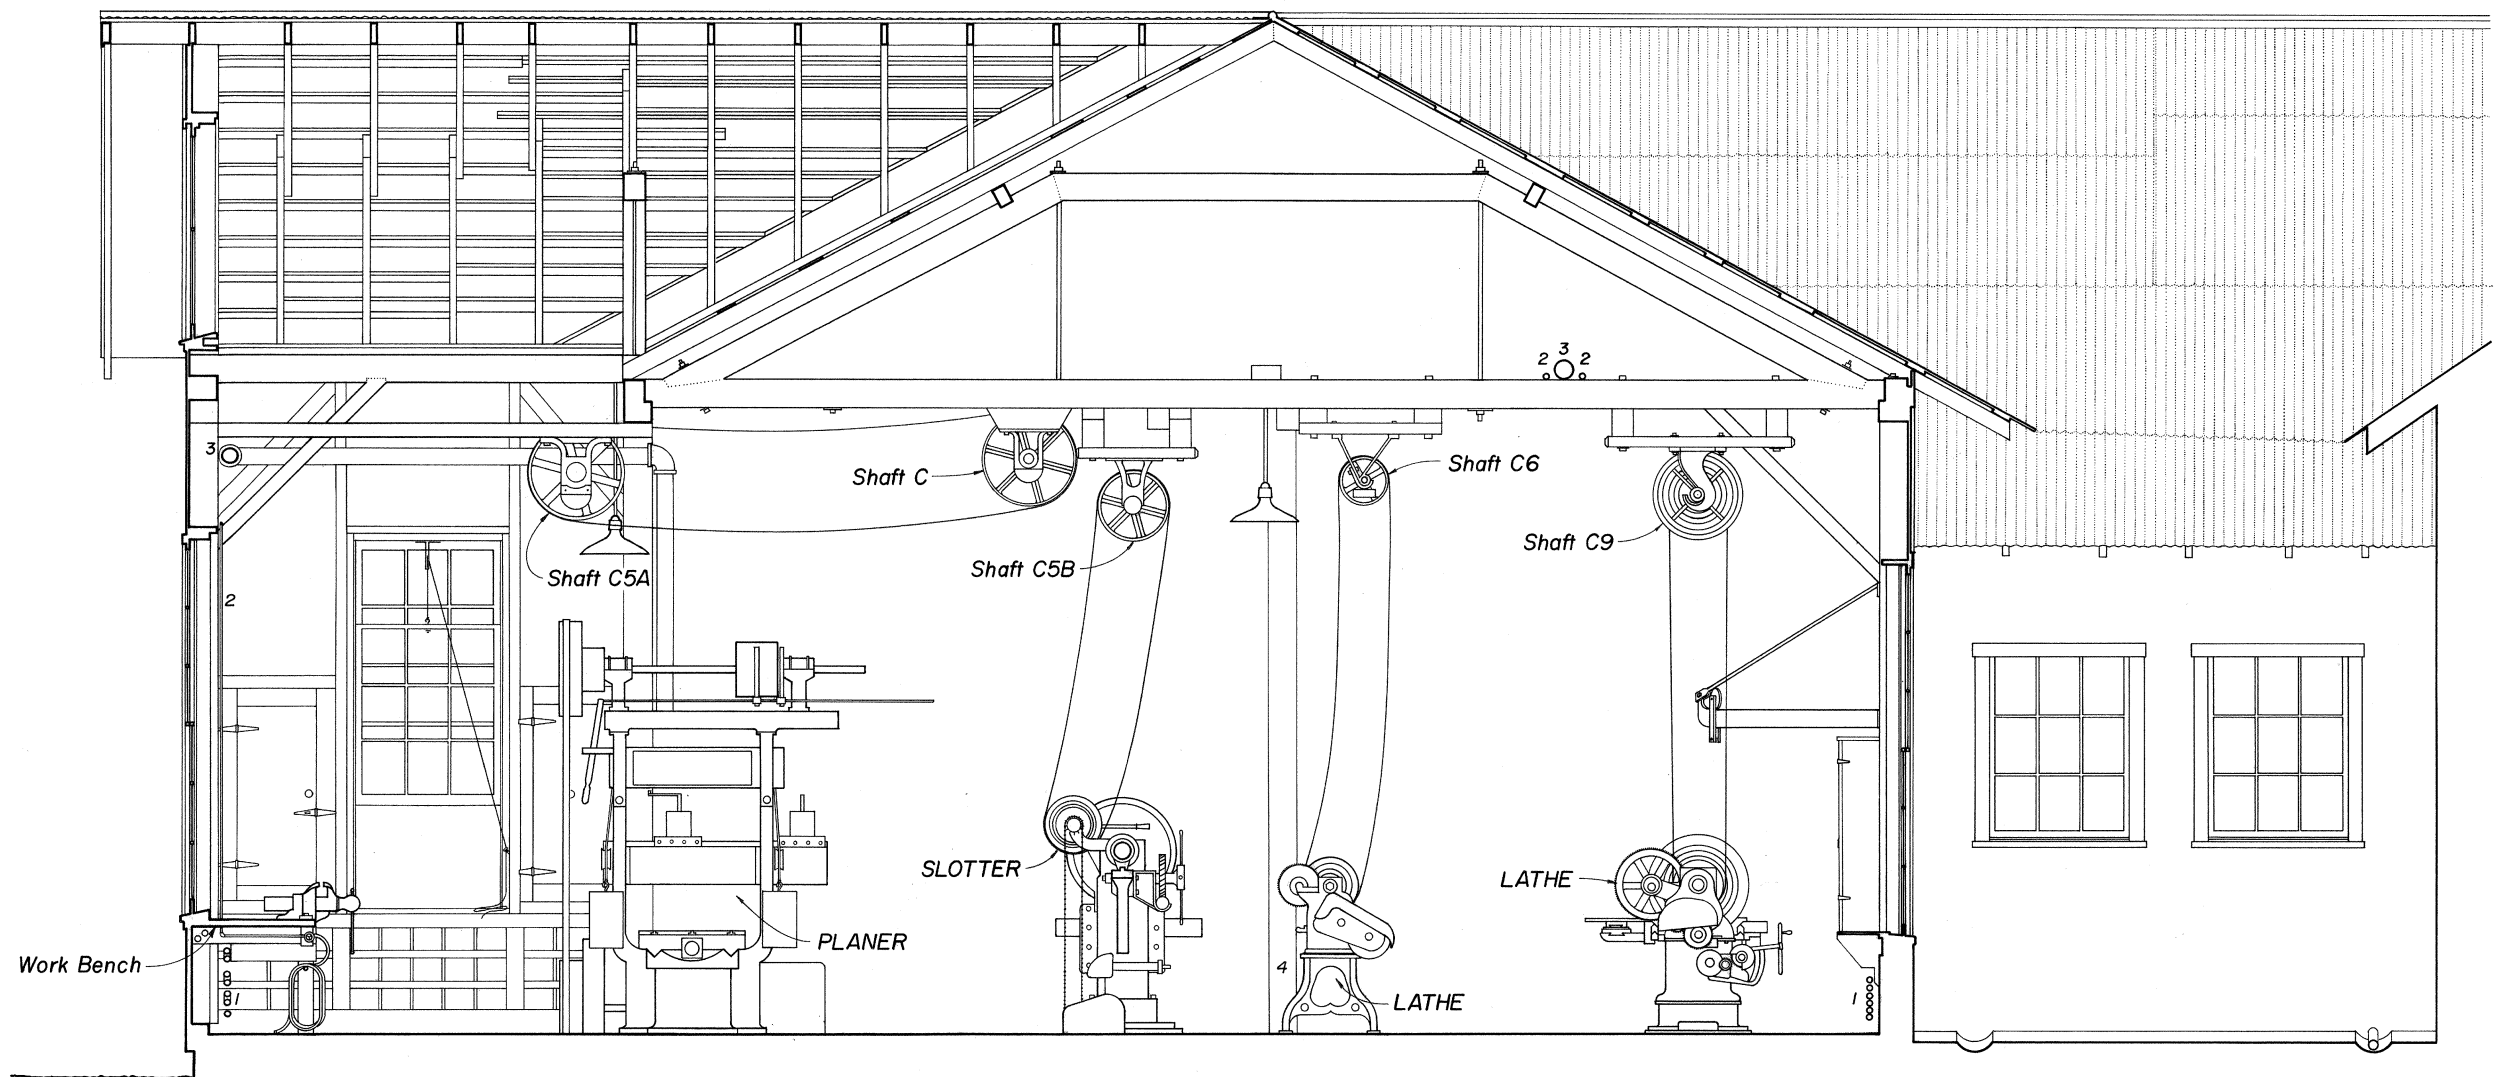 2 3 2
3
Shaft C
Shaft C6
Shaft C9
Shaft C5B
Shaft C5A
2
SLOTTER
LATHE
PLANER
Work Bench
4
1
1
LATHE